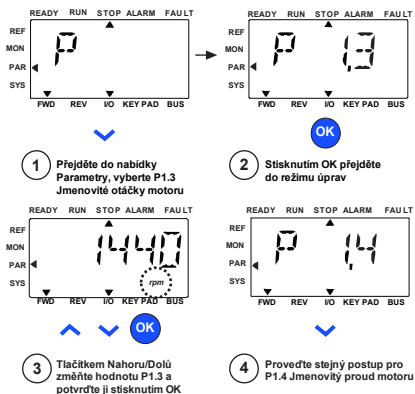 READY RUN STOP ALARM FAULT
REF
MON
PAR
SYS
P
FWD REV I/O KEYPAD BUS
1 Přejděte do nabídky
Parametry, vyberte P1.3
Jmenovité otáčky motoru
READY RUN STOP ALARM FAULT
REF
MON
PAR
SYS
P 1.3
FWD REV I/O KEYPAD BUS
OK
2 Stisknutím OK přejděte
do režimu úprav
READY RUN STOP ALARM FAULT
REF
MON
PAR
SYS
1440
rpm
FWD REV I/O KEYPAD BUS
OK
3 Tlačítkem Nahoru/Dolů
změňte hodnotu P1.3 a
potvrďte ji stisknutím OK
READY RUN STOP ALARM FAULT
REF
MON
PAR
SYS
P 1.4
FWD REV I/O KEYPAD BUS
4 Proveďte stejný postup pro
P1.4 Jmenovitý proud motoru